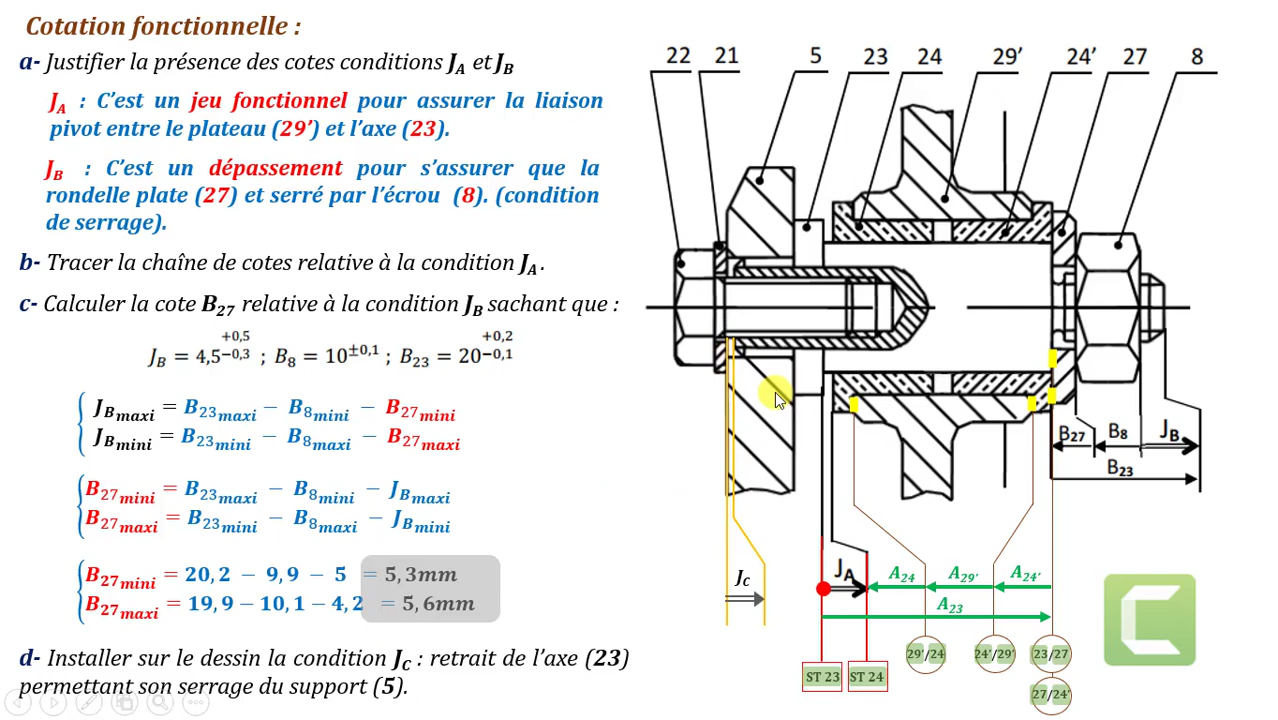 Cotation fonctionnelle :
a- Justifier la présence des cotes conditions JA et JB
JA : C'est un jeu fonctionnel pour assurer la liaison
pivot entre le plateau (29') et l'axe (23).
JB : C'est un dépassement pour s'assurer que la
rondelle plate (27) et serré par l'écrou (8). (condition
de serrage).
b- Tracer la chaîne de cotes relative à la condition JA.
c- Calculer la cote B27 relative à la condition JB sachant que :
JB = 4,5 +0,5 −0,3 ; B8 = 10±0,1 ; B23 = 20 +0,2 −0,1
JBmaxi = B23maxi − B8mini − B27mini
JBmini = B23mini − B8maxi − B27maxi
B27mini = B23maxi − B8mini − JBmaxi
B27maxi = B23mini − B8maxi − JBmini
B27mini = 20,2 − 9,9 − 5 = 5,3mm
B27maxi = 19,9 − 10,1 − 4,2 = 5,6mm
d- Installer sur le dessin la condition JC : retrait de l'axe (23)
permettant son serrage du support (5).
22 21 5 23 24 29' 24' 27 8
B27 B8 JB
B23
JC JA A24 A29' A24'
A23
29'/24 24'/29' 23/27
ST 23 ST 24
27/24'